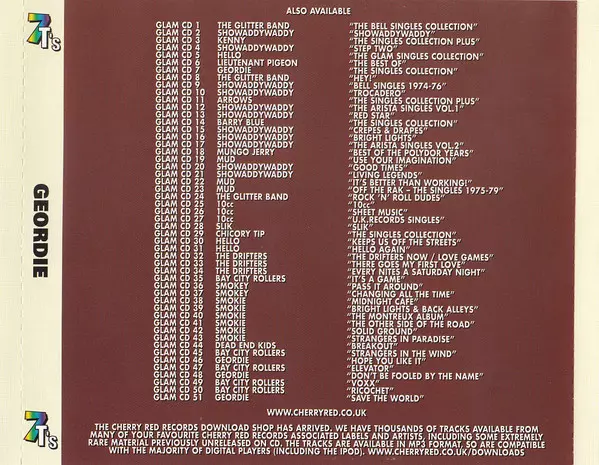 ALSO AVAILABLE
GLAM CD 1 THE GLITTER BAND "THE BELL SINGLES COLLECTION"
GLAM CD 2 SHOWADDYWADDY "SHOWADDYWADDY"
GLAM CD 3 KENNY "THE SINGLES COLLECTION PLUS"
GLAM CD 4 SHOWADDYWADDY "STEP TWO"
GLAM CD 5 HELLO "THE GLAM SINGLES COLLECTION"
GLAM CD 6 LIEUTENANT PIGEON "THE BEST OF"
GLAM CD 7 GEORDIE "THE SINGLES COLLECTION"
GLAM CD 8 THE GLITTER BAND "HEY!"
GLAM CD 9 SHOWADDYWADDY "BELL SINGLES 1974-76"
GLAM CD 10 SHOWADDYWADDY "TROCADERO"
GLAM CD 11 ARROWS "THE SINGLES COLLECTION PLUS"
GLAM CD 12 SHOWADDYWADDY "THE ARISTA SINGLES VOL.1"
GLAM CD 13 SHOWADDYWADDY "RED STAR"
GLAM CD 14 BARRY BLUE "THE SINGLES COLLECTION"
GLAM CD 15 SHOWADDYWADDY "CREPES & DRAPES"
GLAM CD 16 SHOWADDYWADDY "BRIGHT LIGHTS"
GLAM CD 17 SHOWADDYWADDY "THE ARISTA SINGLES VOL.2"
GLAM CD 18 MUNGO JERRY "BEST OF THE POLYDOR YEARS"
GLAM CD 19 MUD "USE YOUR IMAGINATION"
GLAM CD 20 SHOWADDYWADDY "GOOD TIMES"
GLAM CD 21 SHOWADDYWADDY "LIVING LEGENDS"
GLAM CD 22 MUD "IT'S BETTER THAN WORKING!"
GLAM CD 23 MUD "OFF THE RAK – THE SINGLES 1975-79"
GLAM CD 24 THE GLITTER BAND "ROCK 'N' ROLL DUDES"
GLAM CD 25 10cc "10cc"
GLAM CD 26 10cc "SHEET MUSIC"
GLAM CD 27 10cc "U.K.RECORDS SINGLES"
GLAM CD 28 SLIK "SLIK"
GLAM CD 29 CHICORY TIP "THE SINGLES COLLECTION"
GLAM CD 30 HELLO "KEEPS US OFF THE STREETS"
GLAM CD 31 HELLO "HELLO AGAIN"
GLAM CD 32 THE DRIFTERS "THE DRIFTERS NOW / LOVE GAMES"
GLAM CD 33 THE DRIFTERS "THERE GOES MY FIRST LOVE"
GLAM CD 34 THE DRIFTERS "EVERY NITES A SATURDAY NIGHT"
GLAM CD 35 BAY CITY ROLLERS "IT'S A GAME"
GLAM CD 36 SMOKEY "PASS IT AROUND"
GLAM CD 37 SMOKEY "CHANGING ALL THE TIME"
GLAM CD 38 SMOKIE "MIDNIGHT CAFE"
GLAM CD 39 SMOKIE "BRIGHT LIGHTS & BACK ALLEYS"
GLAM CD 40 SMOKIE "THE MONTREUX ALBUM"
GLAM CD 41 SMOKIE "THE OTHER SIDE OF THE ROAD"
GLAM CD 42 SMOKIE "SOLID GROUND"
GLAM CD 43 SMOKIE "STRANGERS IN PARADISE"
GLAM CD 44 DEAD END KIDS "BREAKOUT"
GLAM CD 45 BAY CITY ROLLERS "STRANGERS IN THE WIND"
GLAM CD 46 GEORDIE "HOPE YOU LIKE IT"
GLAM CD 47 BAY CITY ROLLERS "ELEVATOR"
GLAM CD 48 GEORDIE "DON'T BE FOOLED BY THE NAME"
GLAM CD 49 BAY CITY ROLLERS "VOXX"
GLAM CD 50 BAY CITY ROLLERS "RICOCHET"
GLAM CD 51 GEORDIE "SAVE THE WORLD"
WWW.CHERRYRED.CO.UK
THE CHERRY RED RECORDS DOWNLOAD SHOP HAS ARRIVED. WE HAVE THOUSANDS OF TRACKS AVAILABLE FROM
MANY OF YOUR FAVOURITE CHERRY RED RECORDS ASSOCIATED LABELS AND ARTISTS, INCLUDING SOME EXTREMELY
RARE MATERIAL PREVIOUSLY UNRELEASED ON CD. THE TRACKS ARE AVAILABLE IN MP3 FORMAT, SO ARE COMPATIBLE
WITH THE MAJORITY OF DIGITAL PLAYERS (INCLUDING THE IPOD). WWW.CHERRYRED.CO.UK/DOWNLOADS
7T's
GEORDIE
7T's